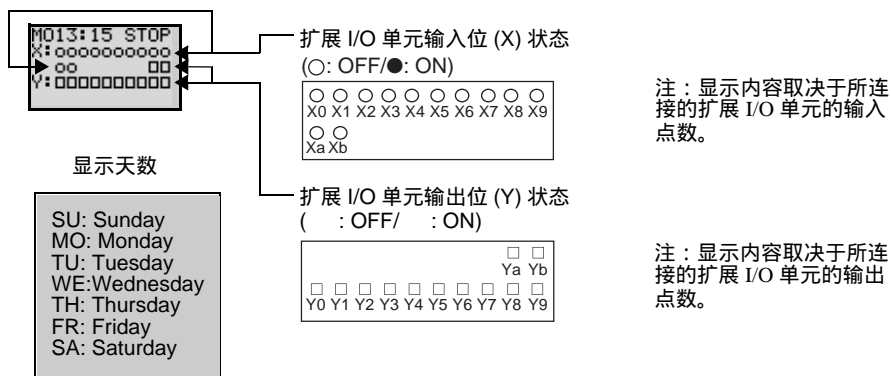 MO13:15 STOP
X:○○○○○○○○○○
○○ □□
Y:□□□□□□□□□□
显示天数
SU: Sunday
MO: Monday
TU: Tuesday
WE:Wednesday
TH: Thursday
FR: Friday
SA: Saturday
扩展 I/O 单元输入位 (X) 状态
(○: OFF/●: ON)
X0 X1 X2 X3 X4 X5 X6 X7 X8 X9
Xa Xb
注：显示内容取决于所连
接的扩展 I/O 单元的输入
点数。
扩展 I/O 单元输出位 (Y) 状态
( : OFF/ : ON)
Ya Yb
Y0 Y1 Y2 Y3 Y4 Y5 Y6 Y7 Y8 Y9
注：显示内容取决于所连
接的扩展 I/O 单元的输出
点数。